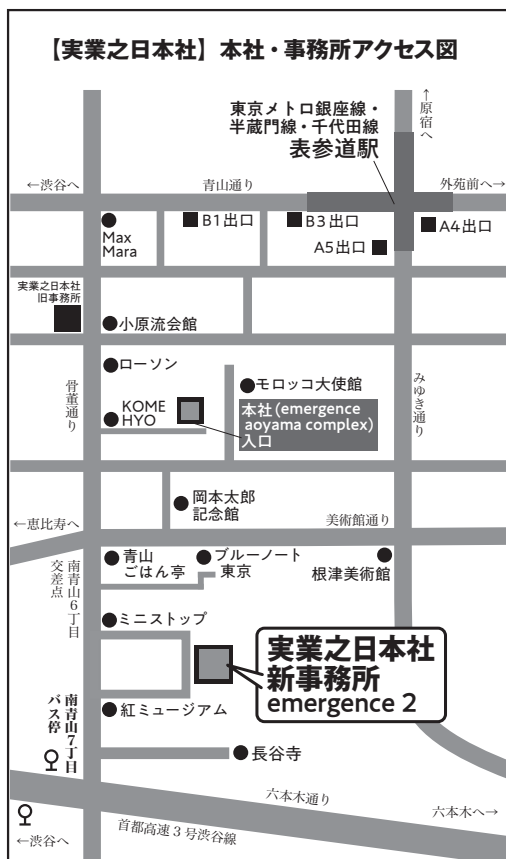 【実業之日本社】 本社・事務所アクセス図
東京メトロ銀座線・
半蔵門線・千代田線
表参道駅
↑原宿へ
←渋谷へ
青山通り
外苑前へ→
Max
Mara
B1出口
B3出口
A5出口
A4出口
実業之日本社
旧事務所
小原流会館
ローソン
骨董通り
KOME
HYO
モロッコ大使館
本社(emergence
aoyama complex)
入口
みゆき通り
岡本太郎
記念館
←恵比寿へ
美術館通り
南青山6丁目
交差点
青山
ごはん亭
ブルーノート
東京
根津美術館
ミニストップ
実業之日本社
新事務所
emergence 2
紅ミュージアム
南青山7丁目
バス停
長谷寺
六本木通り
六本木へ→
首都高速3号渋谷線
←渋谷へ